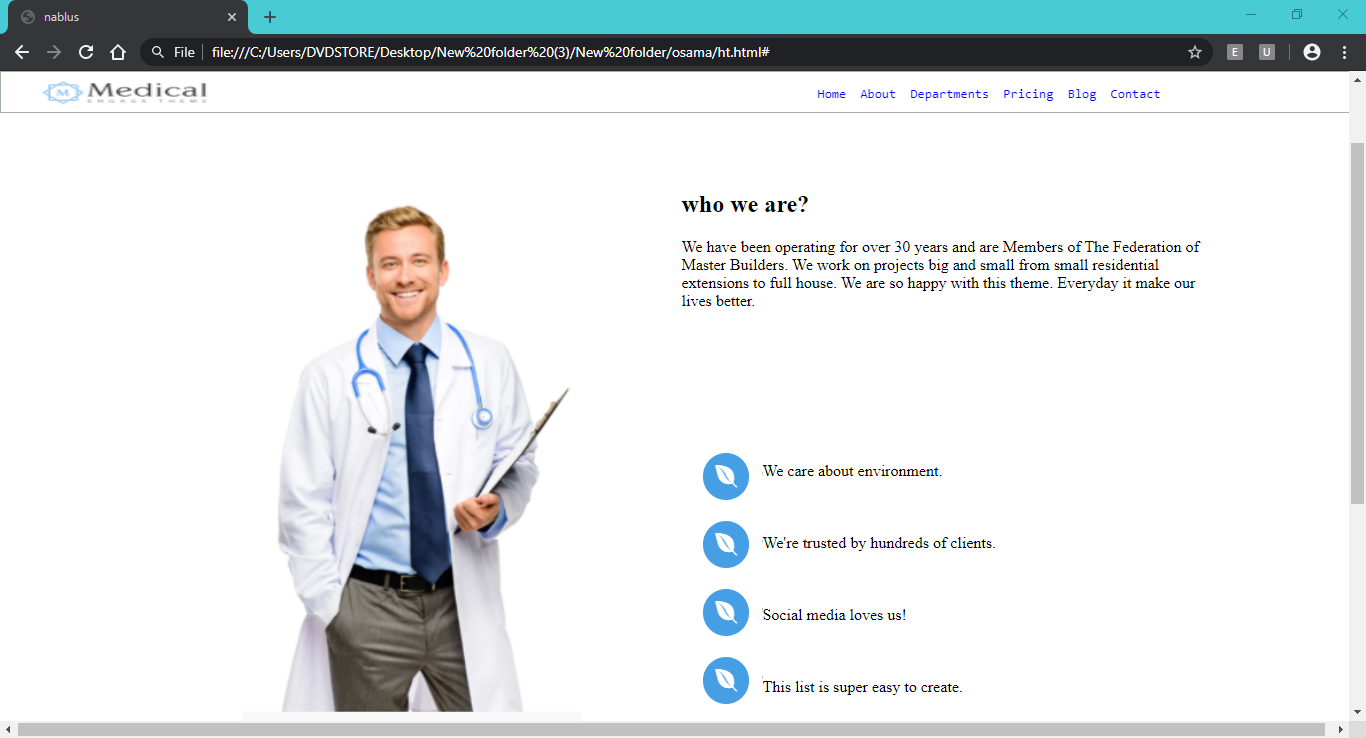 nablus
File
file:///C:/Users/DVDSTORE/Desktop/New%20folder%20(3)/New%20folder/osama/ht.html#
E U
M Medical
ENGAGE THEME
Home About Departments Pricing Blog Contact
who we are?
We have been operating for over 30 years and are Members of The Federation of
Master Builders. We work on projects big and small from small residential
extensions to full house. We are so happy with this theme. Everyday it make our
lives better.
We care about environment.
We're trusted by hundreds of clients.
Social media loves us!
This list is super easy to create.